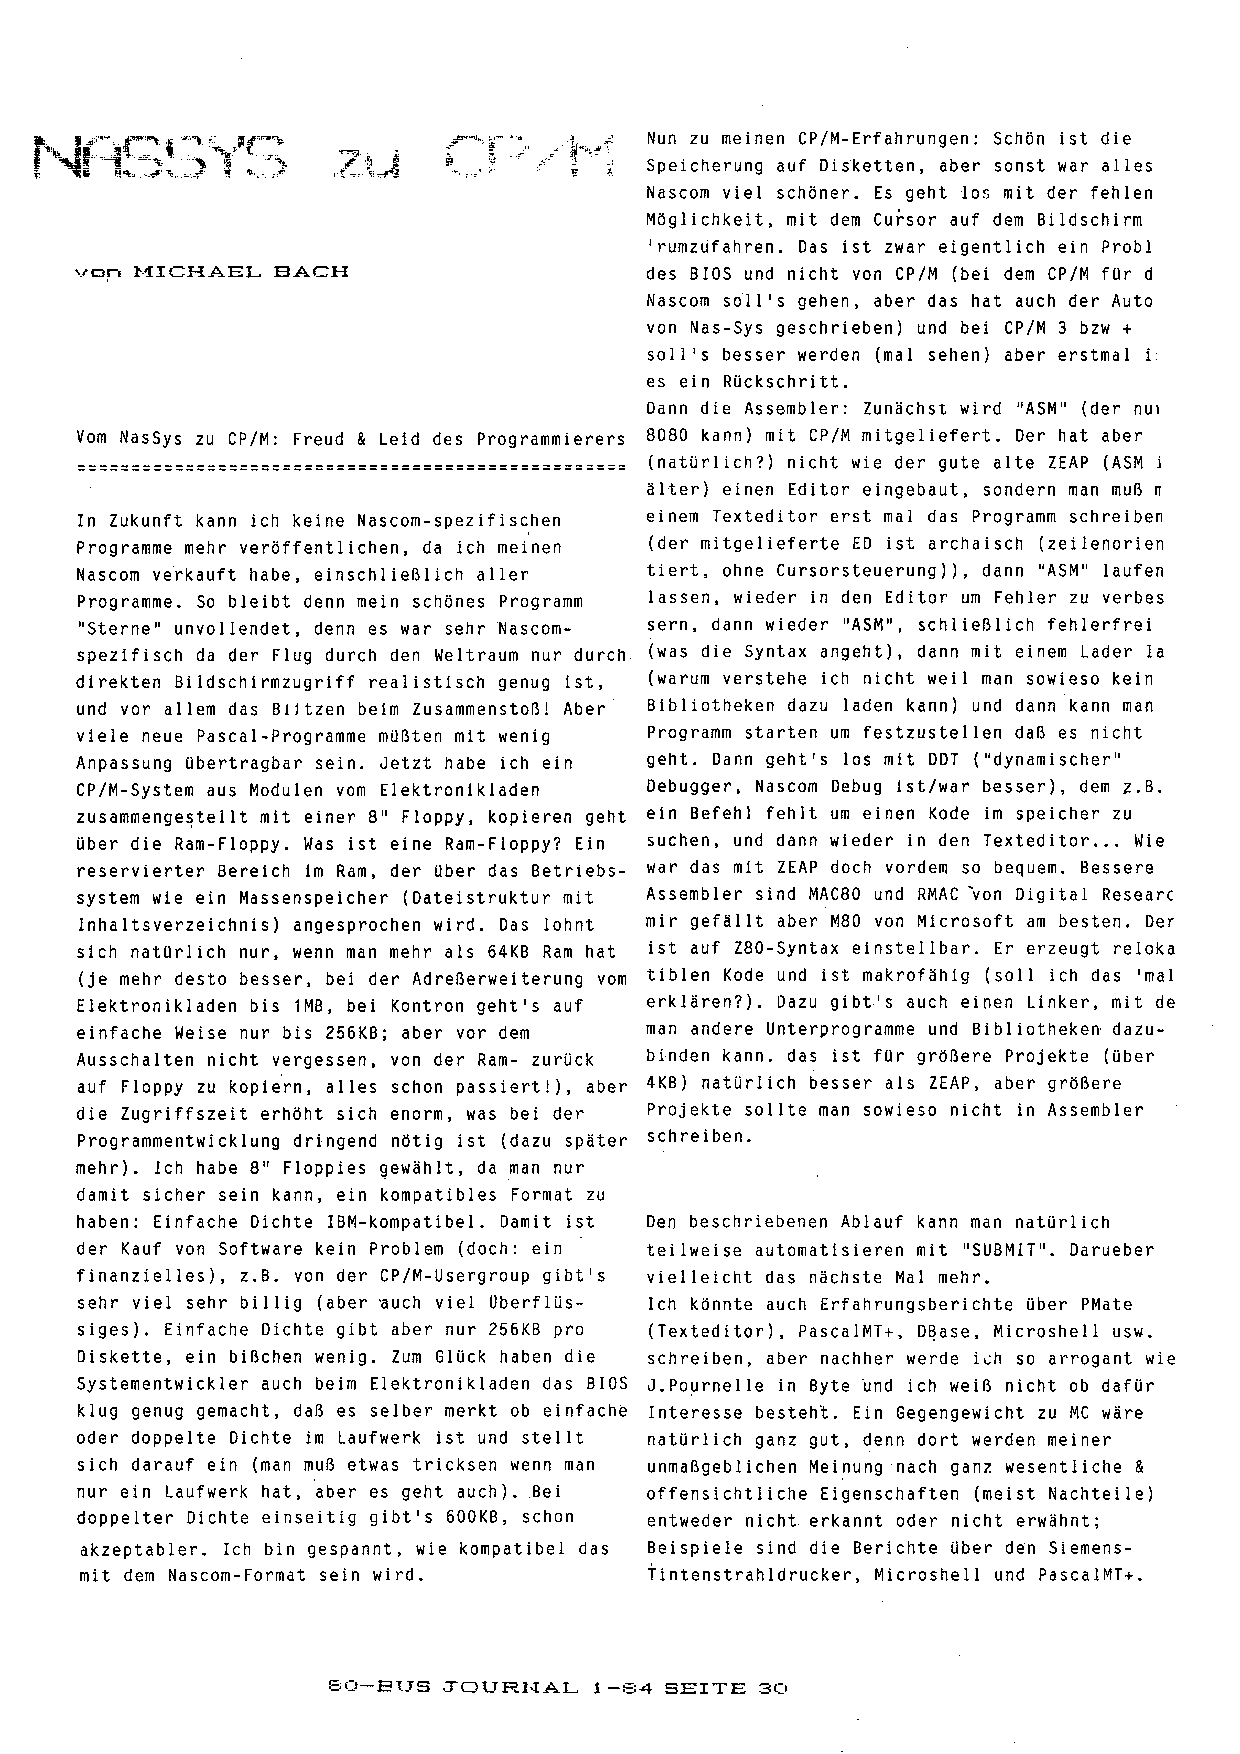 NASSYS zu CP/M
von MICHAEL BACH
Vom NasSys zu CP/M: Freud & Leid des Programmierers
===================================================
In Zukunft kann ich keine Nascom-spezifischen
Programme mehr veröffentlichen, da ich meinen
Nascom verkauft habe, einschließlich aller
Programme. So bleibt denn mein schönes Programm
"Sterne" unvollendet, denn es war sehr Nascom-
spezifisch da der Flug durch den Weltraum nur durch
direkten Bildschirmzugriff realistisch genug ist,
und vor allem das Blitzen beim Zusammenstoß! Aber
viele neue Pascal-Programme müßten mit wenig
Anpassung übertragbar sein. Jetzt habe ich ein
CP/M-System aus Modulen vom Elektronikladen
zusammengestellt mit einer 8" Floppy, kopieren geht
über die Ram-Floppy. Was ist eine Ram-Floppy? Ein
reservierter Bereich im Ram, der über das Betriebs-
system wie ein Massenspeicher (Dateistruktur mit
Inhaltsverzeichnis) angesprochen wird. Das lohnt
sich natürlich nur, wenn man mehr als 64KB Ram hat
(je mehr desto besser, bei der Adreßerweiterung vom
Elektronikladen bis 1MB, bei Kontron geht's auf
einfache Weise nur bis 256KB; aber vor dem
Ausschalten nicht vergessen, von der Ram- zurück
auf Floppy zu kopiern, alles schon passiert!), aber
die Zugriffszeit erhöht sich enorm, was bei der
Programmentwicklung dringend nötig ist (dazu später
mehr). Ich habe 8" Floppies gewählt, da man nur
damit sicher sein kann, ein kompatibles Format zu
haben: Einfache Dichte IBM-kompatibel. Damit ist
der Kauf von Software kein Problem (doch: ein
finanzielles), z.B. von der CP/M-Usergroup gibt's
sehr viel sehr billig (aber auch viel Überflüs-
siges). Einfache Dichte gibt aber nur 256KB pro
Diskette, ein bißchen wenig. Zum Glück haben die
Systementwickler auch beim Elektronikladen das BIOS
klug genug gemacht, daß es selber merkt ob einfache
oder doppelte Dichte im Laufwerk ist und stellt
sich darauf ein (man muß etwas tricksen wenn man
nur ein Laufwerk hat, aber es geht auch). Bei
doppelter Dichte einseitig gibt's 600KB, schon
akzeptabler. Ich bin gespannt, wie kompatibel das
mit dem Nascom-Format sein wird.
Nun zu meinen CP/M-Erfahrungen: Schön ist die
Speicherung auf Disketten, aber sonst war alles
Nascom viel schöner. Es geht los mit der fehlen
Möglichkeit, mit dem Cursor auf dem Bildschirm
'rumzufahren. Das ist zwar eigentlich ein Probl
des BIOS und nicht von CP/M (bei dem CP/M für d
Nascom soll's gehen, aber das hat auch der Auto
von Nas-Sys geschrieben) und bei CP/M 3 bzw +
soll's besser werden (mal sehen) aber erstmal i
es ein Rückschritt.
Dann die Assembler: Zunächst wird "ASM" (der nur
8080 kann) mit CP/M mitgeliefert. Der hat aber
(natürlich?) nicht wie der gute alte ZEAP (ASM i
älter) einen Editor eingebaut, sondern man muß m
einem Texteditor erst mal das Programm schreiben
(der mitgelieferte ED ist archaisch (zeilenorien
tiert, ohne Cursorsteuerung)), dann "ASM" laufen
lassen, wieder in den Editor um Fehler zu verbes
sern, dann wieder "ASM", schließlich fehlerfrei
(was die Syntax angeht), dann mit einem Lader la
(warum verstehe ich nicht weil man sowieso kein
Bibliotheken dazu laden kann) und dann kann man
Programm starten um festzustellen daß es nicht
geht. Dann geht's los mit DDT ("dynamischer"
Debugger, Nascom Debug ist/war besser), dem z.B.
ein Befehl fehlt um einen Kode im speicher zu
suchen, und dann wieder in den Texteditor... Wie
war das mit ZEAP doch vordem so bequem. Bessere
Assembler sind MAC80 und RMAC von Digital Researc
mir gefällt aber M80 von Microsoft am besten. Der
ist auf Z80-Syntax einstellbar. Er erzeugt reloka
tiblen Kode und ist makrofähig (soll ich das 'mal
erklären?). Dazu gibt's auch einen Linker, mit de
man andere Unterprogramme und Bibliotheken dazu-
binden kann. das ist für größere Projekte (über
4KB) natürlich besser als ZEAP, aber größere
Projekte sollte man sowieso nicht in Assembler
schreiben.
Den beschriebenen Ablauf kann man natürlich
teilweise automatisieren mit "SUBMIT". Darueber
vielleicht das nächste Mal mehr.
Ich könnte auch Erfahrungsberichte über PMate
(Texteditor), PascalMT+, DBase, Microshell usw.
schreiben, aber nachher werde ich so arrogant wie
J.Pournelle in Byte und ich weiß nicht ob dafür
Interesse besteht. Ein Gegengewicht zu MC wäre
natürlich ganz gut, denn dort werden meiner
unmaßgeblichen Meinung nach ganz wesentliche &
offensichtliche Eigenschaften (meist Nachteile)
entweder nicht erkannt oder nicht erwähnt;
Beispiele sind die Berichte über den Siemens-
Tintenstrahldrucker, Microshell und PascalMT+.
80-BUS JOURNAL 1-84 SEITE 30